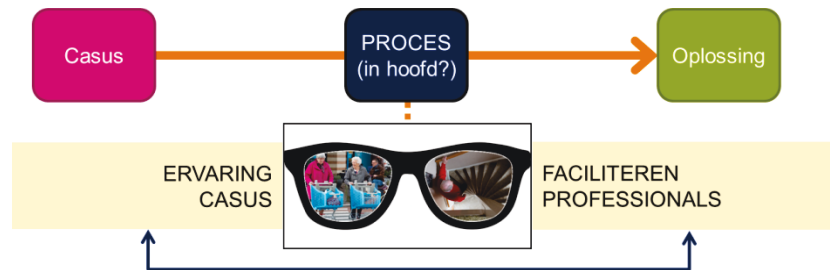 Casus
PROCES
(in hoofd?)
Oplossing
ERVARING
CASUS
FACILITEREN
PROFESSIONALS